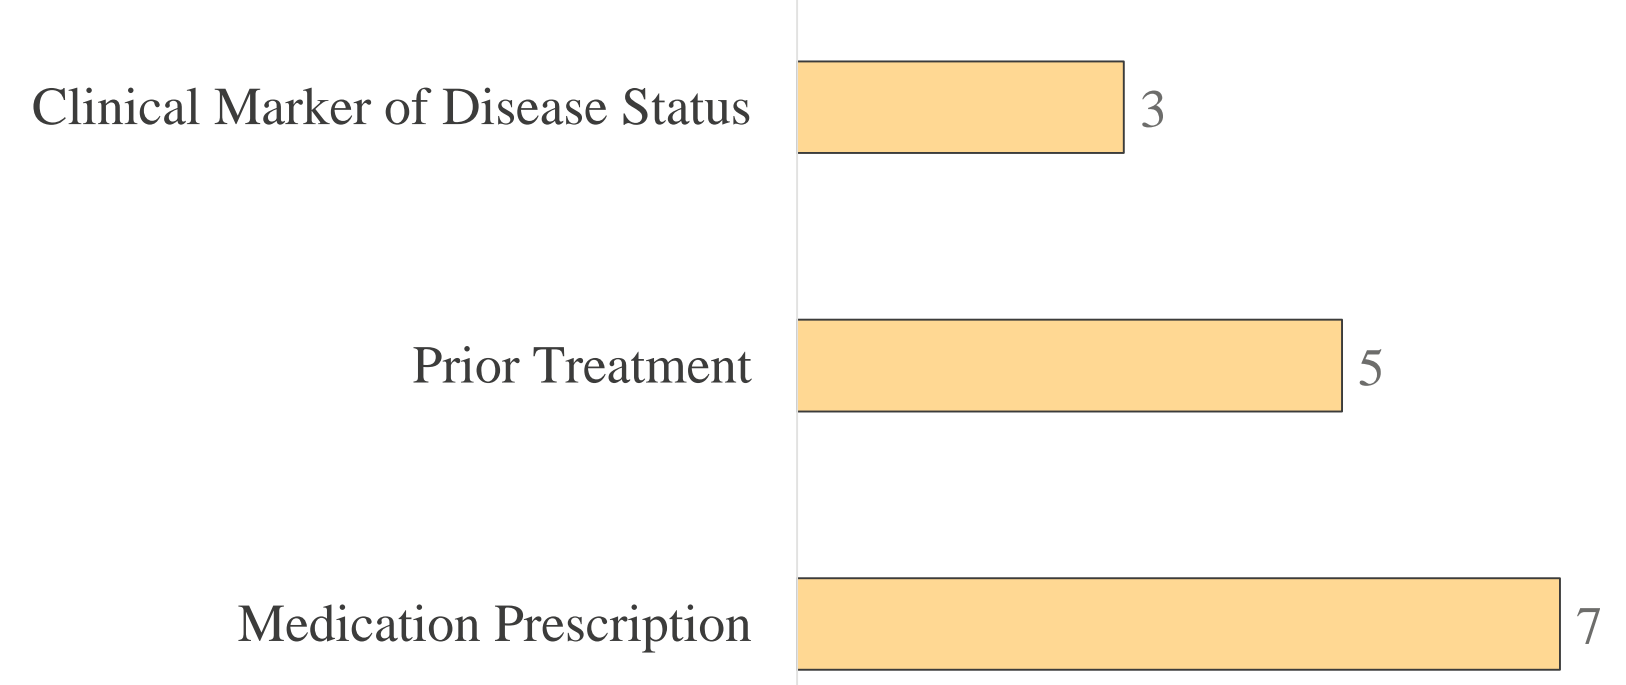 Clinical Marker of Disease Status 3
Prior Treatment 5
Medication Prescription 7